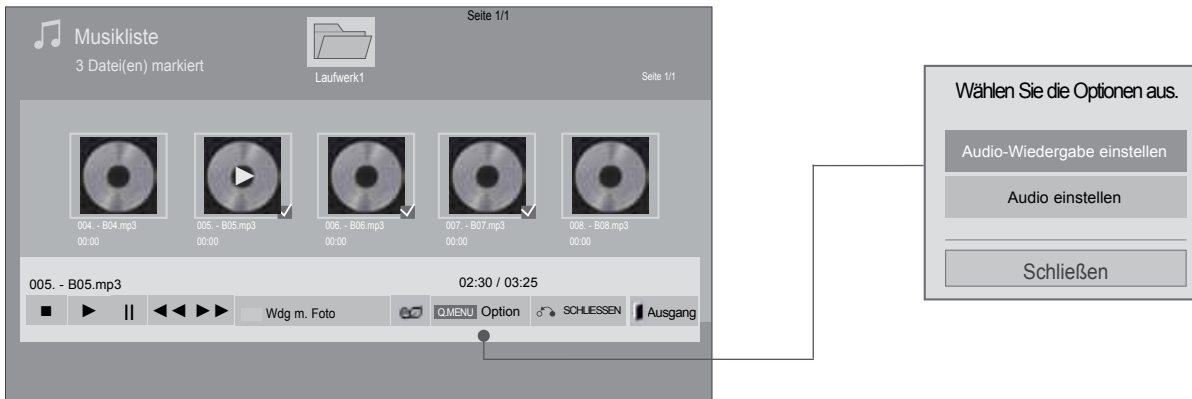 Seite 1/1
Musikliste
3 Datei(en) markiert
Laufwerk1
Seite 1/1
004. - B04.mp3
00:00
005. - B05.mp3
00:00
006. - B06.mp3
00:00
007. - B07.mp3
00:00
008. - B08.mp3
00:00
005. - B05.mp3 02:30 / 03:25
Wdg m. Foto Q.MENU Option SCHLIESSEN Ausgang
Wählen Sie die Optionen aus.
Audio-Wiedergabe einstellen
Audio einstellen
Schließen